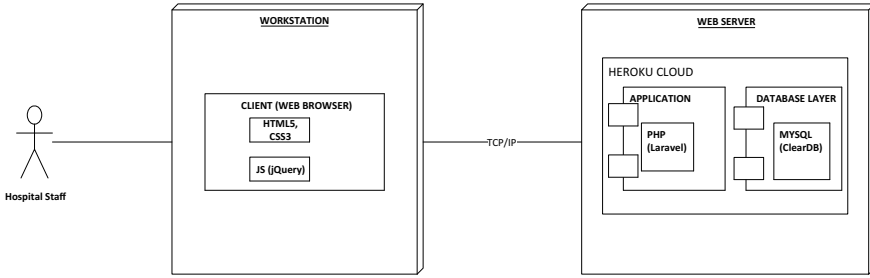 Hospital Staff
WORKSTATION
CLIENT (WEB BROWSER)
HTML5,
CSS3
JS (jQuery)
TCP/IP
WEB SERVER
HEROKU CLOUD
APPLICATION
PHP
(Laravel)
DATABASE LAYER
MYSQL
(ClearDB)